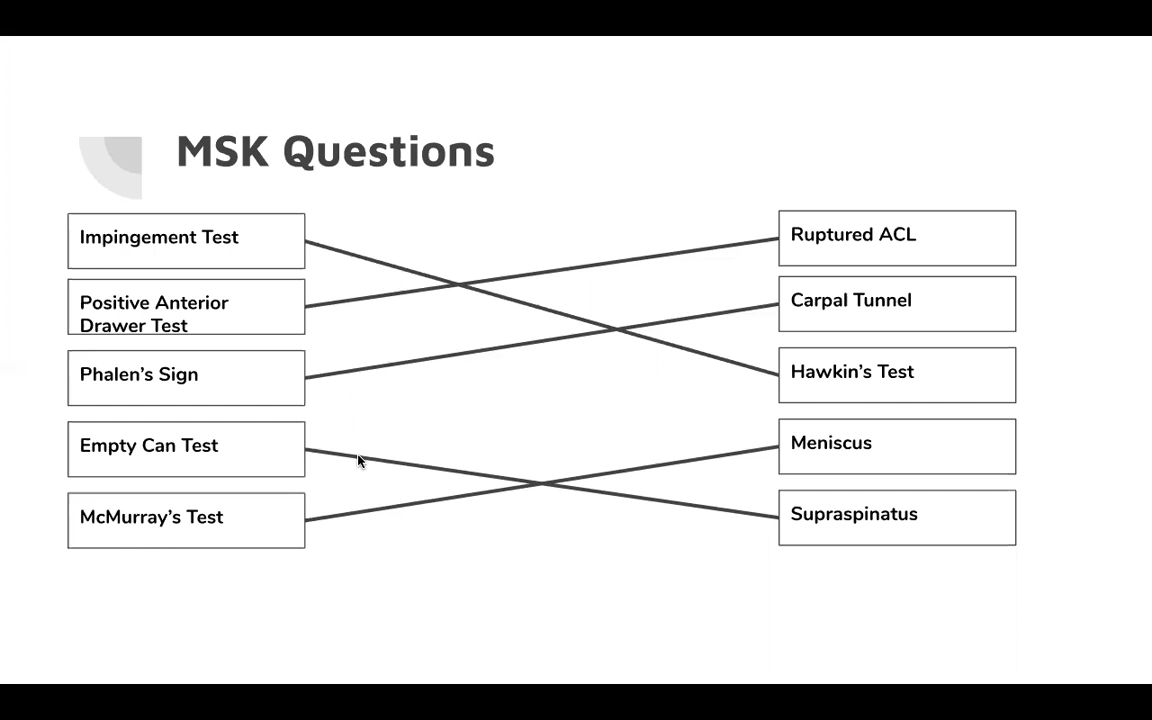 MSK Questions
Impingement Test
Positive Anterior
Drawer Test
Phalen’s Sign
Empty Can Test
McMurray’s Test
Ruptured ACL
Carpal Tunnel
Hawkin’s Test
Meniscus
Supraspinatus